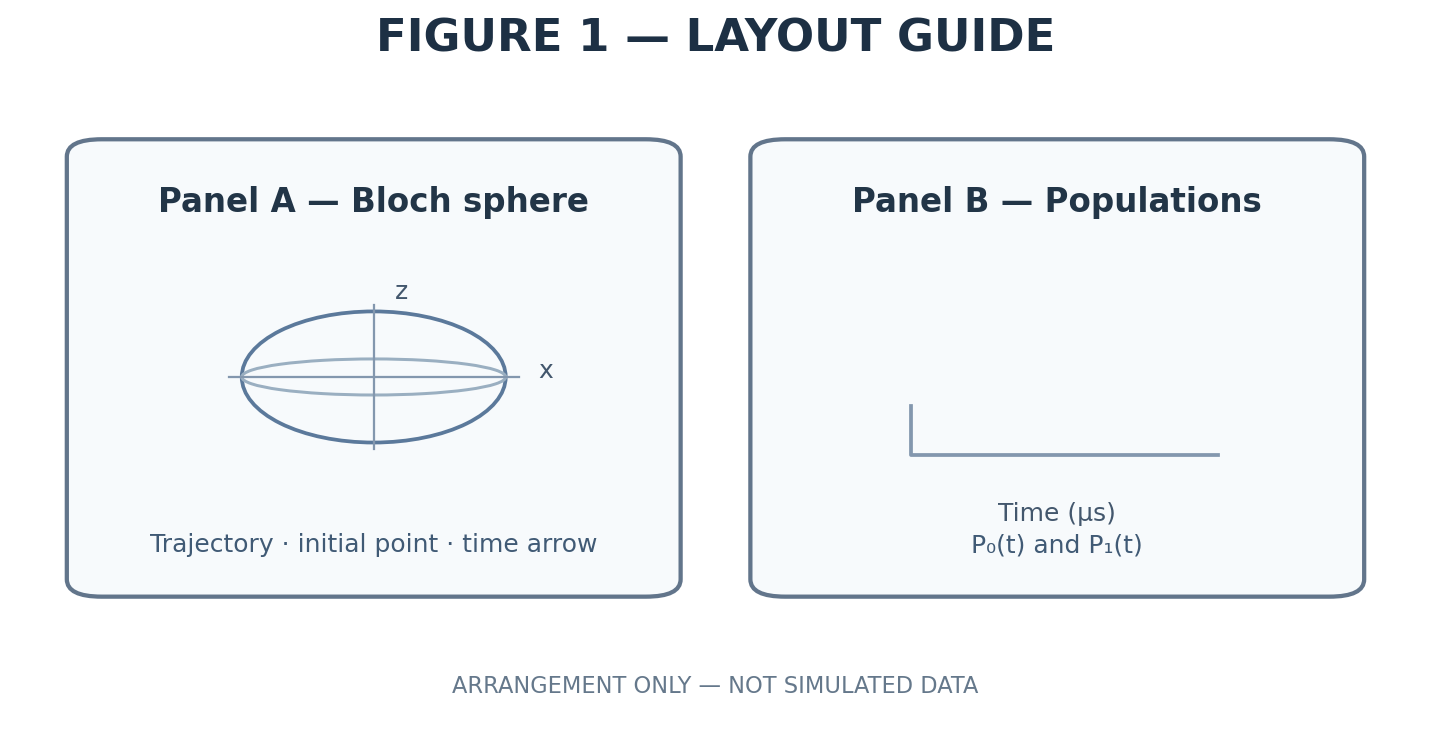 FIGURE 1 — LAYOUT GUIDE
Panel A — Bloch sphere
z
x
Trajectory · initial point · time arrow
Panel B — Populations
Time (μs)
P₀(t) and P₁(t)
ARRANGEMENT ONLY — NOT SIMULATED DATA